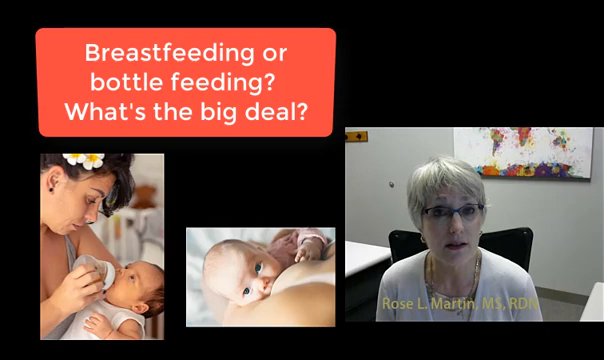 Breastfeeding or
bottle feeding?
What's the big deal?
Rose L. Martin, MS, RDN